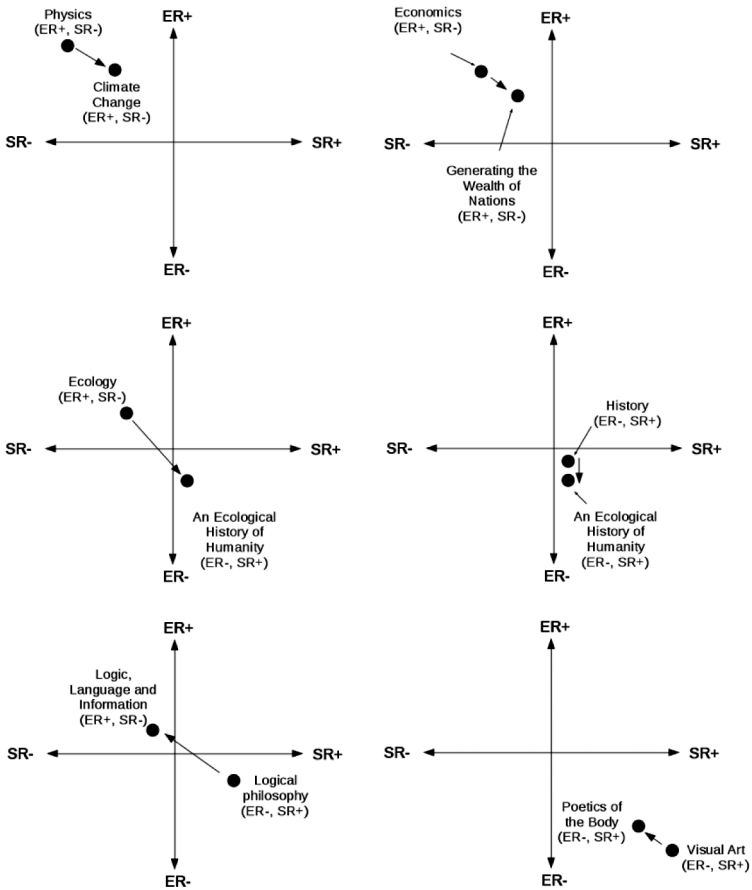 Physics
(ER+, SR-)
ER+
Climate
Change
(ER+, SR-)
SR-
SR+
ER-
Economics
(ER+, SR-)
ER+
SR-
SR+
Generating the
Wealth of
Nations
(ER+, SR-)
ER-
ER+
Ecology
(ER+, SR-)
SR-
SR+
An Ecological
History of
Humanity
(ER-, SR+)
ER-
ER+
History
(ER-, SR+)
SR-
SR+
An Ecological
History of
Humanity
(ER-, SR+)
ER-
ER+
Logic,
Language and
Information
(ER+, SR-)
SR-
SR+
Logical
philosophy
(ER-, SR+)
ER-
ER+
SR-
SR+
Poetics of
the Body
(ER-, SR+)
Visual Art
(ER-, SR+)
ER-